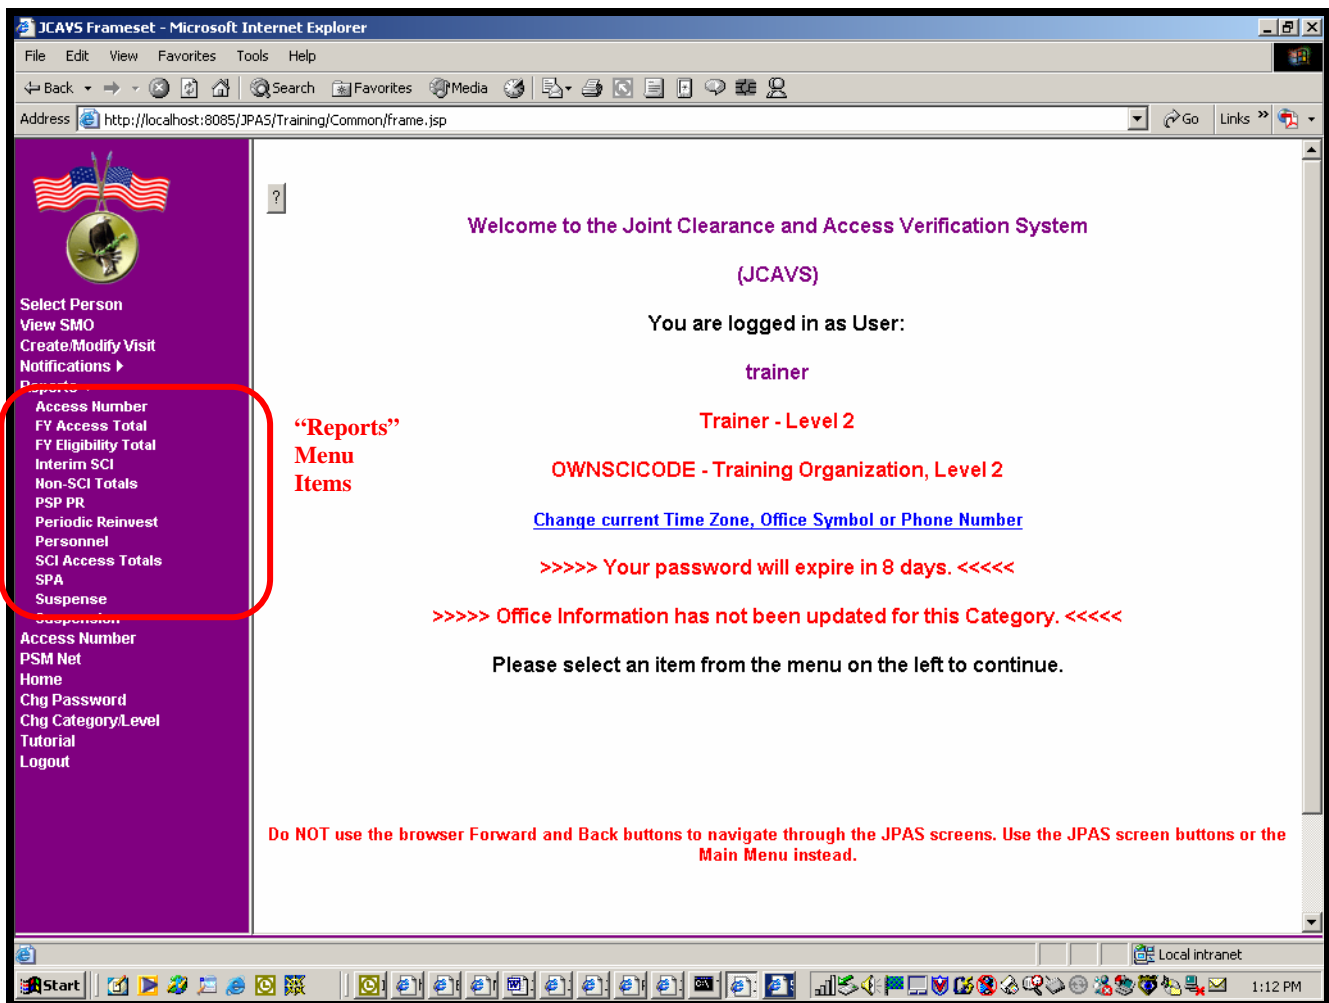 JCAVS Frameset - Microsoft Internet Explorer
File Edit View Favorites Tools Help
Back Search Favorites Media
Address http://localhost:8085/JPAS/Training/Common/frame.jsp Go Links »
?
Welcome to the Joint Clearance and Access Verification System
(JCAVS)
You are logged in as User:
trainer
Trainer - Level 2
OWNSCICODE - Training Organization, Level 2
Change current Time Zone, Office Symbol or Phone Number
>>>>> Your password will expire in 8 days. <<<<<
>>>>> Office Information has not been updated for this Category. <<<<<
Please select an item from the menu on the left to continue.
Do NOT use the browser Forward and Back buttons to navigate through the JPAS screens. Use the JPAS screen buttons or the
Main Menu instead.
Select Person
View SMO
Create/Modify Visit
Notifications
Reports
Access Number
FY Access Total
FY Eligibility Total
Interim SCI
Non-SCI Totals
PSP PR
Periodic Reinvest
Personnel
SCI Access Totals
SPA
Suspense
Suspension
Access Number
PSM Net
Home
Chg Password
Chg Category/Level
Tutorial
Logout
“Reports”
Menu
Items
Local intranet
Start 1:12 PM